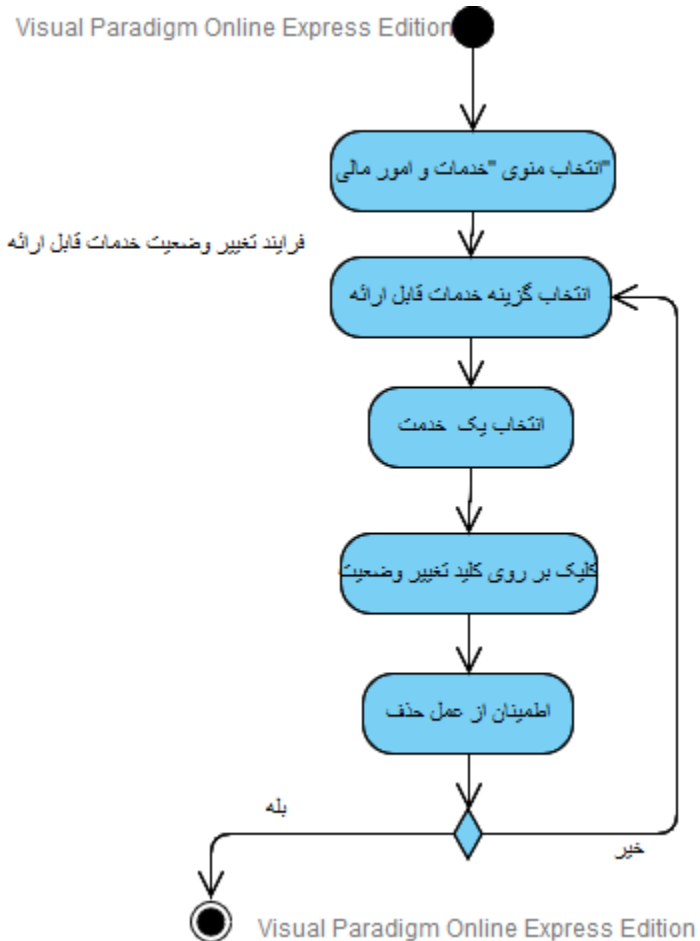 Visual Paradigm Online Express Edition
انتخاب منوی "خدمات و امور مالی"
فرایند تغییر وضعیت خدمات قابل ارائه
انتخاب گزینه خدمات قابل ارائه
انتخاب یک خدمت
کلیک بر روی کلید تغییر وضعیت
اطمینان از عمل حذف
بله
خیر
Visual Paradigm Online Express Edition